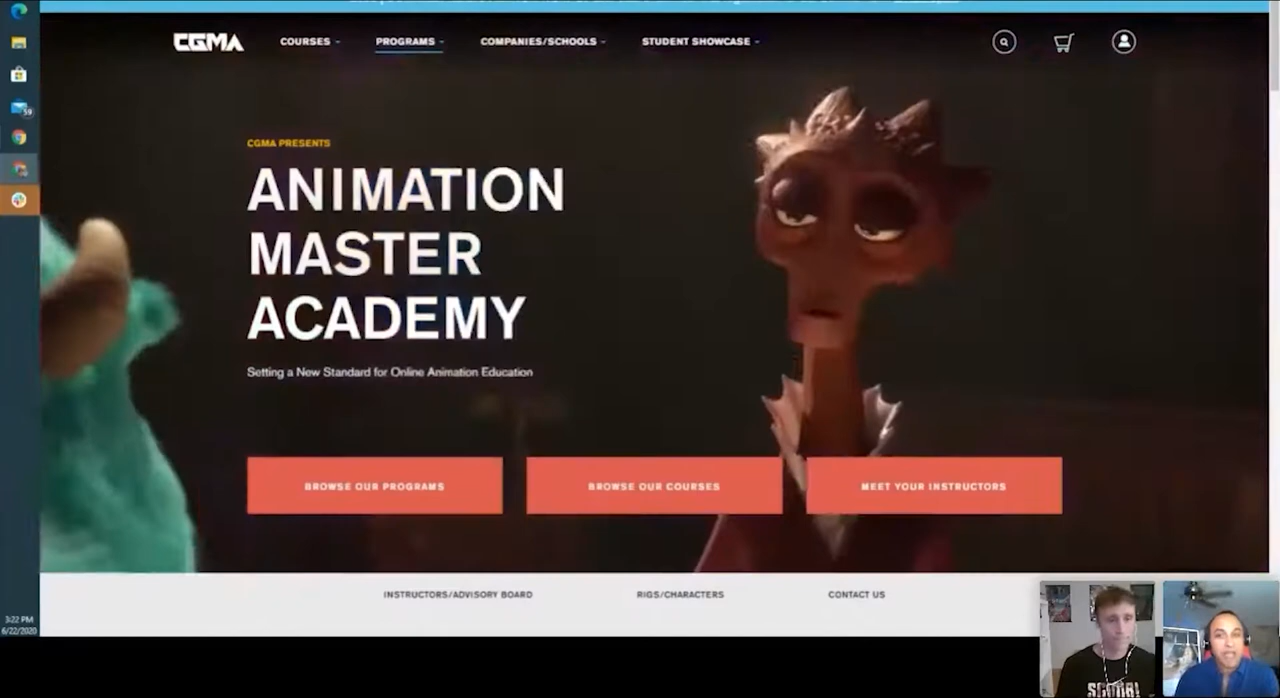 CGMA
COURSES
PROGRAMS
COMPANIES/SCHOOLS
STUDENT SHOWCASE
CGMA PRESENTS
ANIMATION
MASTER
ACADEMY
Setting a New Standard for Online Animation Education
BROWSE OUR PROGRAMS
BROWSE OUR COURSES
MEET YOUR INSTRUCTORS
INSTRUCTORS/ADVISORY BOARD
RIGS/CHARACTERS
CONTACT US
59
3:22 PM
6/22/2020